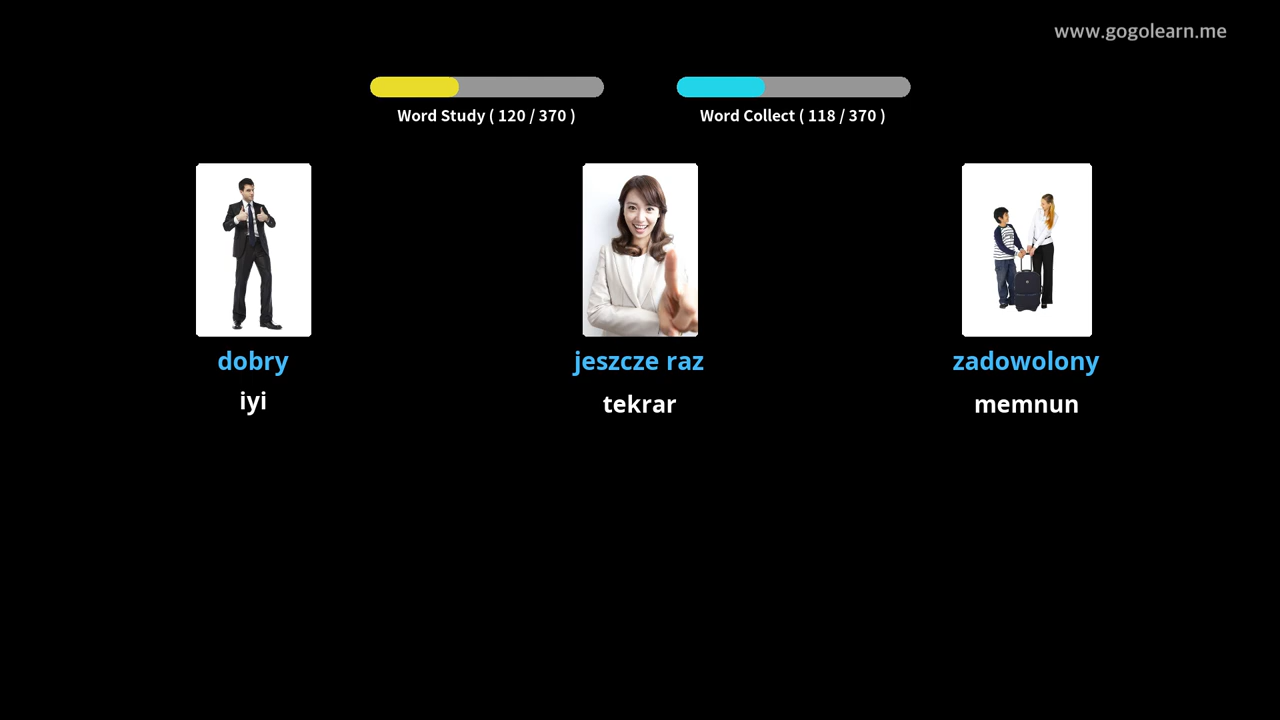 www.gogolearn.me
Word Study ( 120 / 370 )
Word Collect ( 118 / 370 )
dobry
iyi
jeszcze raz
tekrar
zadowolony
memnun